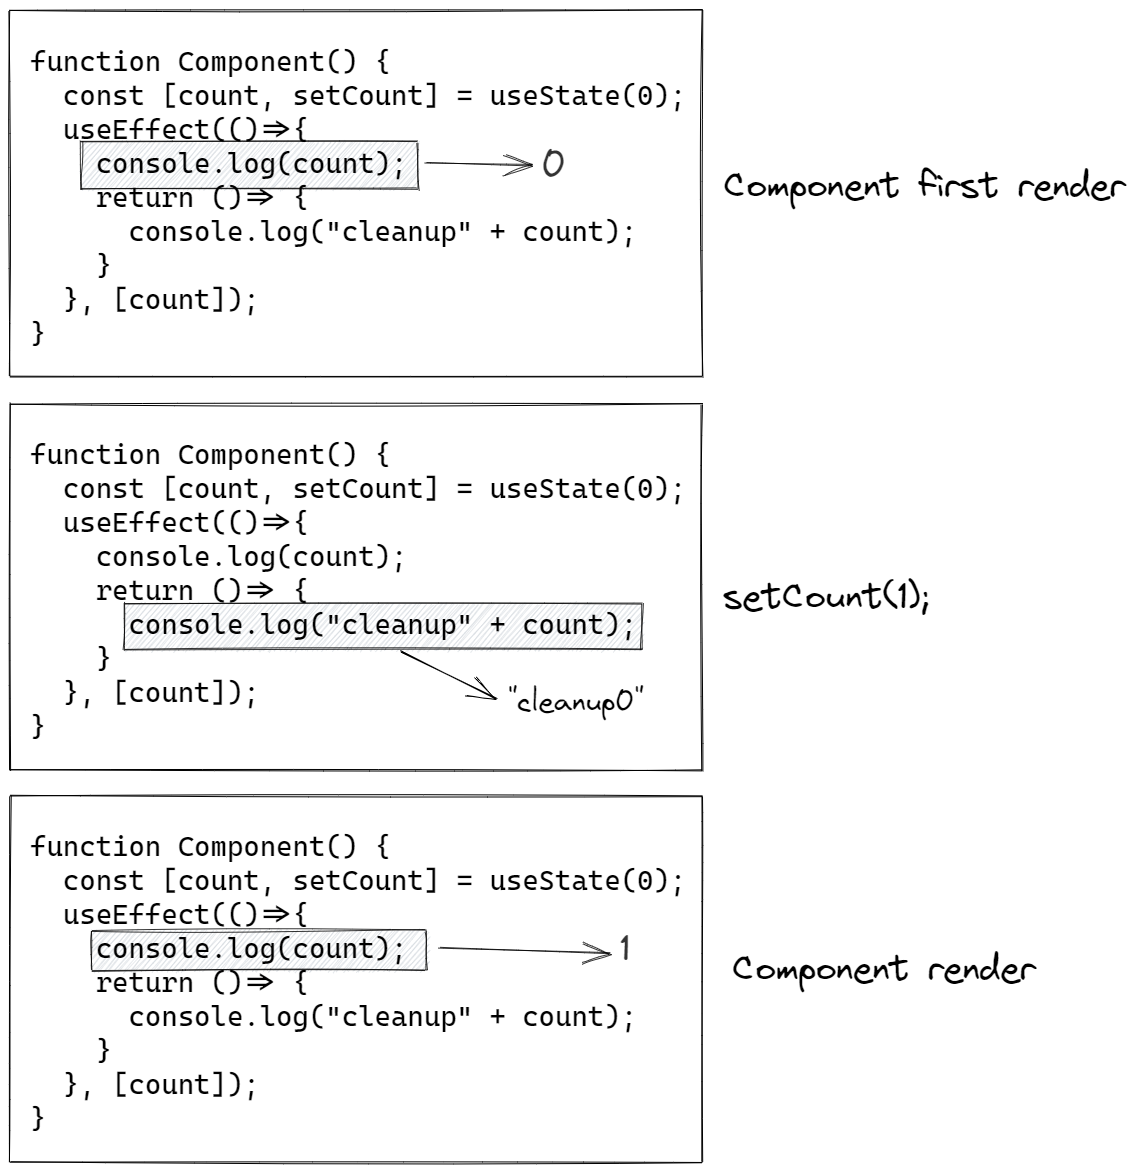 function Component() {
  const [count, setCount] = useState(0);
  useEffect(()=>{
    console.log(count);
0
    return ()=> {
      console.log("cleanup" + count);
    }
  }, [count]);
}
Component first render
function Component() {
  const [count, setCount] = useState(0);
  useEffect(()=>{
    console.log(count);
    return ()=> {
      console.log("cleanup" + count);
    }
  }, [count]);
"cleanup0"
}
setCount(1);
function Component() {
  const [count, setCount] = useState(0);
  useEffect(()=>{
    console.log(count);
1
    return ()=> {
      console.log("cleanup" + count);
    }
  }, [count]);
}
Component render